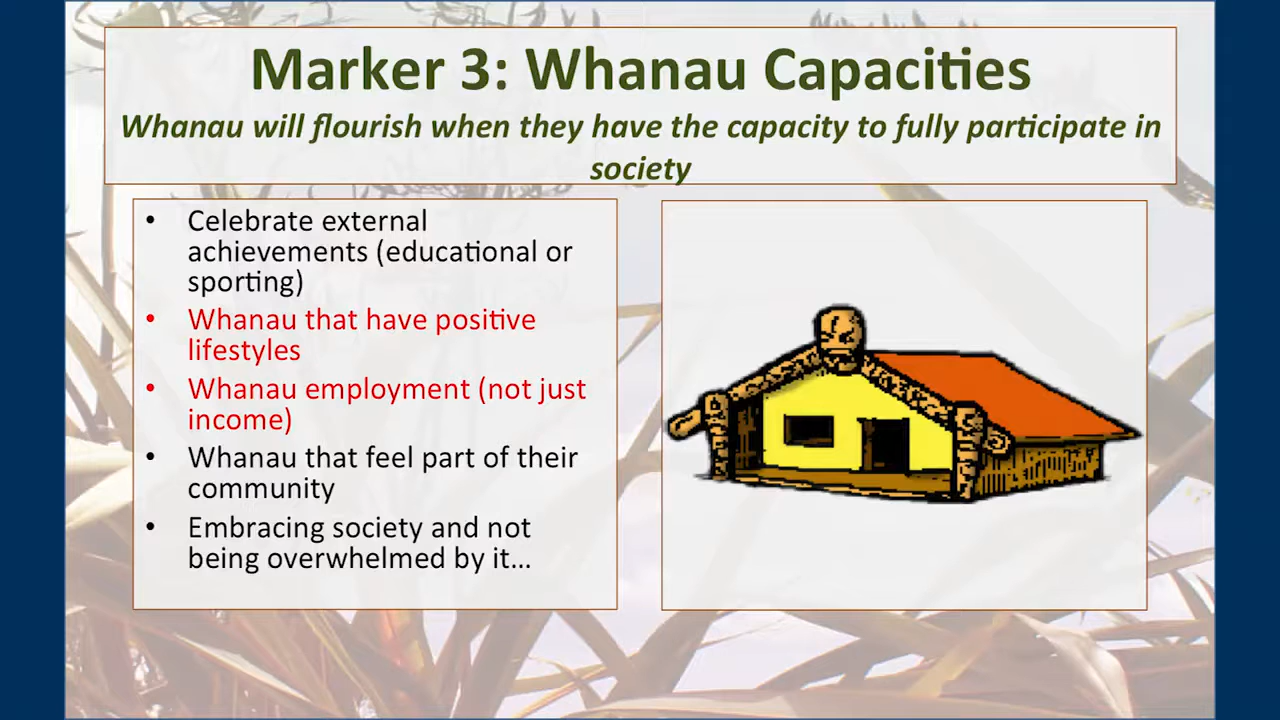 Marker 3: Whanau Capacities
Whanau will flourish when they have the capacity to fully participate in
society
• Celebrate external
achievements (educational or
sporting)
• Whanau that have positive
lifestyles
• Whanau employment (not just
income)
• Whanau that feel part of their
community
• Embracing society and not
being overwhelmed by it…